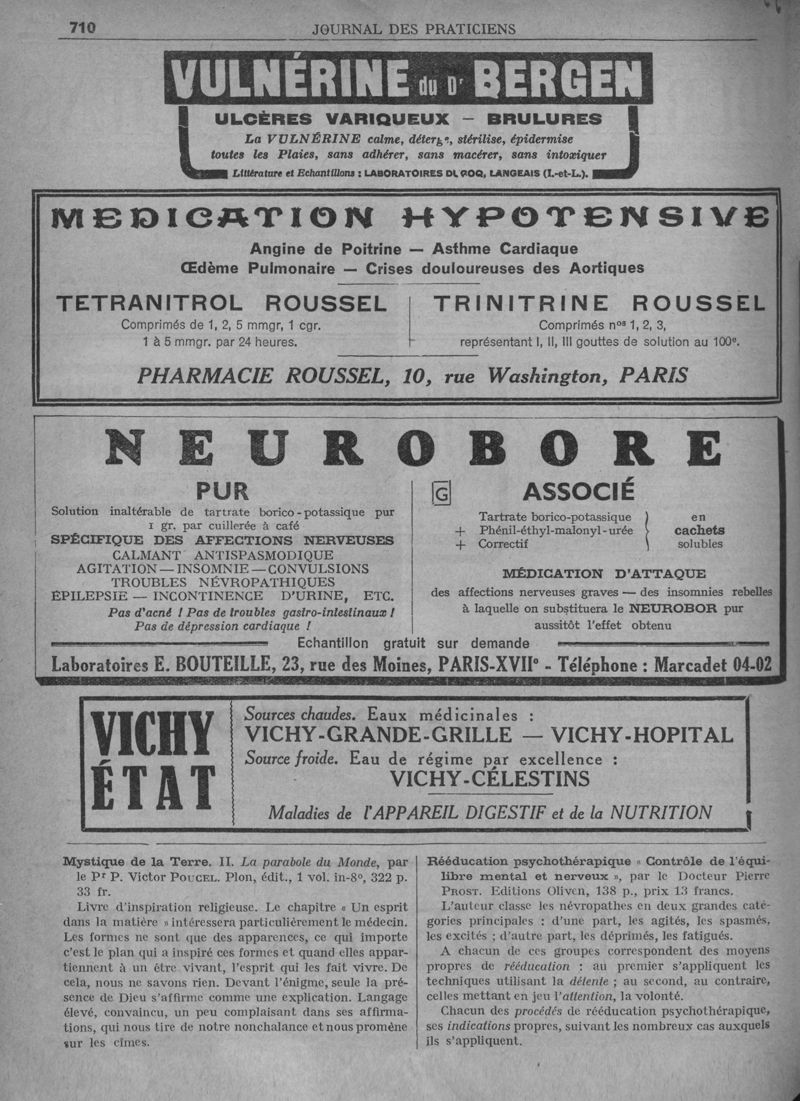 710
JOURNAL DES PRATICIENS
VULNÉRINE du Dr BERGEN
ULCÈRES VARIQUEUX – BRULURES
La VULNÉRINE calme, déterge, stérilise, épidermise
toutes les Plaies, sans adhérer, sans macérer, sans intoxiquer
Littérature et Echantillons : LABORATOIRES LANGEAIS (I.-et-L.).
MEDICATION HYPOTENSIVE
Angine de Poitrine — Asthme Cardiaque
Œdème Pulmonaire — Crises douloureuses des Aortiques
TETRANITROL ROUSSEL
Comprimés de 1, 2, 5 mmgr, 1 cgr.
1 à 5 mmgr. par 24 heures.
TRINITRINE ROUSSEL
Comprimés nos 1, 2, 3,
représentant I, II, III gouttes de solution au 100e.
PHARMACIE ROUSSEL, 10, rue Washington, PARIS
NEUROBORE
PUR
Solution inaltérable de tartrate borico-potassique pur
1 gr. par cuillerée à café
SPÉCIFIQUE DES AFFECTIONS NERVEUSES
CALMANT ANTISPASMODIQUE
AGITATION — INSOMNIE — CONVULSIONS
TROUBLES NÉVROPATHIQUES
ÉPILEPSIE — INCONTINENCE D'URINE, ETC.
Pas d'acné ! Pas de troubles gastro-intestinaux !
Pas de dépression cardiaque !
G ASSOCIÉ
Tartrate borico-potassique } en
+ Phénil-éthyl-malonyl-urée } cachets
+ Correctif } solubles
MÉDICATION D'ATTAQUE
des affections nerveuses graves — des insomnies rebelles
à laquelle on substituera le NEUROBOR pur
aussitôt l'effet obtenu
Echantillon gratuit sur demande
Laboratoires E. BOUTEILLE, 23, rue des Moines, PARIS-XVIIe - Téléphone : Marcadet 04-02
VICHY
ÉTAT
Sources chaudes. Eaux médicinales :
VICHY-GRANDE-GRILLE — VICHY-HOPITAL
Source froide. Eau de régime par excellence :
VICHY-CÉLESTINS
Maladies de l'APPAREIL DIGESTIF et de la NUTRITION
Mystique de la Terre. II. La parabole du Monde, par
le Pr P. Victor POUCEL. Plon, édit., 1 vol. in-8o, 322 p.
33 fr.
Livre d'inspiration religieuse. Le chapitre « Un esprit
dans la matière » intéressera particulièrement le médecin.
Les formes ne sont que des apparences, ce qui importe
c'est le plan qui a inspiré ces formes et quand elles appar-
tiennent à un être vivant, l'esprit qui les fait vivre. De
cela, nous ne savons rien. Devant l'énigme, seule la pré-
sence de Dieu s'affirme comme une explication. Langage
élevé, convaincu, un peu complaisant dans ses affirma-
tions, qui nous tire de notre nonchalance et nous promène
sur les cîmes.
Rééducation psychothérapique « Contrôle de l'équi-
libre mental et nerveux », par le Docteur Pierre
PROST. Editions Oliven, 138 p., prix 13 francs.
L'auteur classe les névropathes en deux grandes caté-
gories principales : d'une part, les agités, les spasmés,
les excités ; d'autre part, les déprimés, les fatigués.
A chacun de ces groupes correspondent des moyens
propres de rééducation : au premier s'appliquent les
techniques utilisant la détente ; au second, au contraire,
celles mettant en jeu l'attention, la volonté.
Chacun des procédés de rééducation psychothérapique,
ses indications propres, suivant les nombreux cas auxquels
ils s'appliquent.